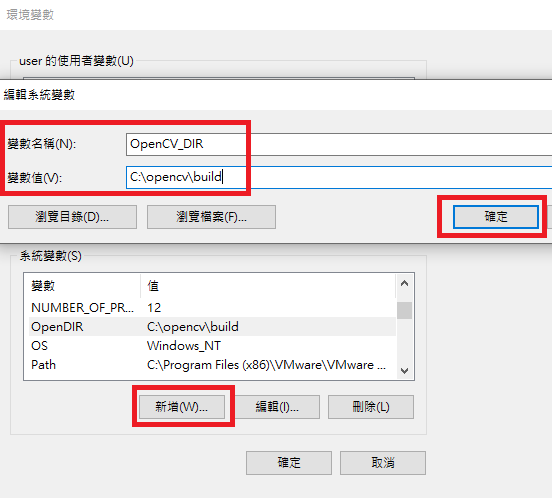 環境變數
user 的使用者變數(U)
編輯系統變數
變數名稱(N): OpenCV_DIR
變數值(V): C:\opencv\build
瀏覽目錄(D)... 瀏覽檔案(F)... 確定
系統變數(S)
變數 值
NUMBER_OF_PR... 12
OpenDIR C:\opencv\build
OS Windows_NT
Path C:\Program Files (x86)\VMware\VMware ...
新增(W)... 編輯(I)... 刪除(L)
確定 取消